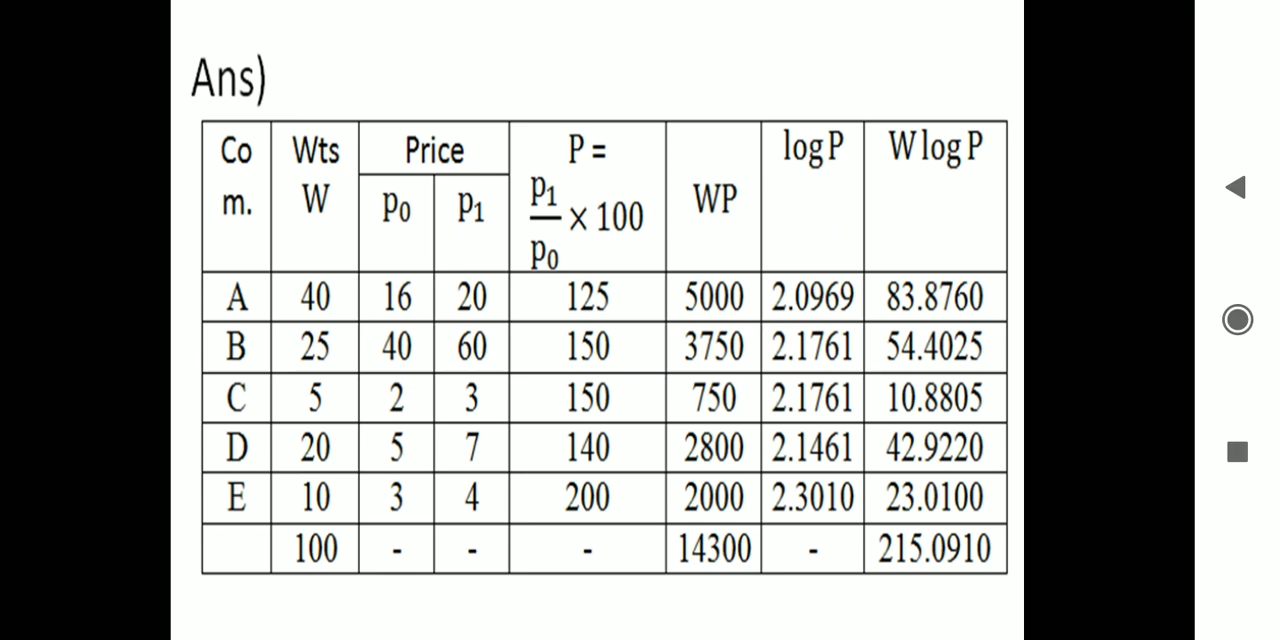 Ans)
Co m. Wts W Price P = p₁/p₀ × 100 WP log P W log P
p₀ p₁
A 40 16 20 125 5000 2.0969 83.8760
B 25 40 60 150 3750 2.1761 54.4025
C 5 2 3 150 750 2.1761 10.8805
D 20 5 7 140 2800 2.1461 42.9220
E 10 3 4 200 2000 2.3010 23.0100
100 - - - 14300 - 215.0910